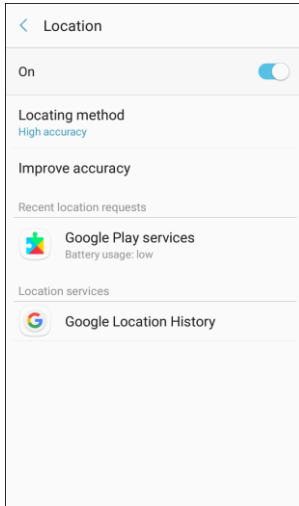 Location
On
Locating method
High accuracy
Improve accuracy
Recent location requests
Google Play services
Battery usage: low
Location services
Google Location History